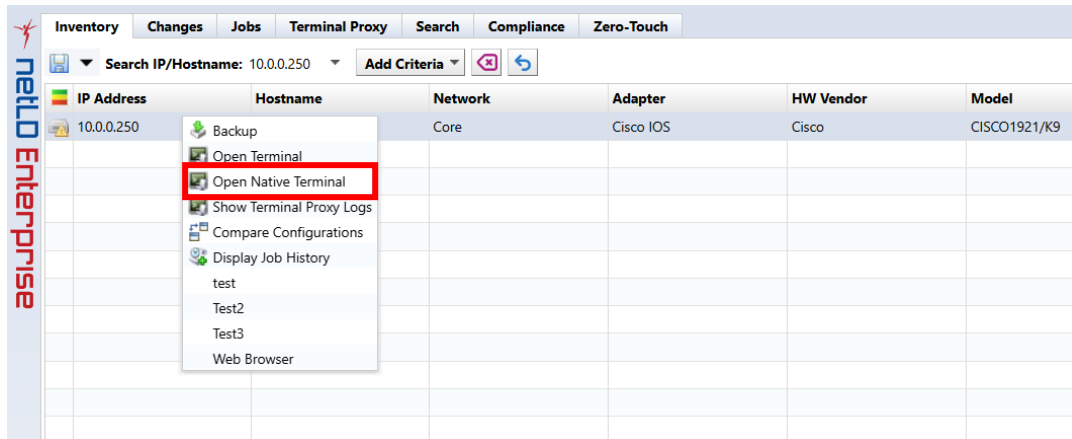 Inventory Changes Jobs Terminal Proxy Search Compliance Zero-Touch
Search IP/Hostname: 10.0.0.250 Add Criteria
IP Address Hostname Network Adapter HW Vendor Model
10.0.0.250 Core Cisco IOS Cisco CISCO1921/K9
Backup
Open Terminal
Open Native Terminal
Show Terminal Proxy Logs
Compare Configurations
Display Job History
test
Test2
Test3
Web Browser
netLD Enterprise